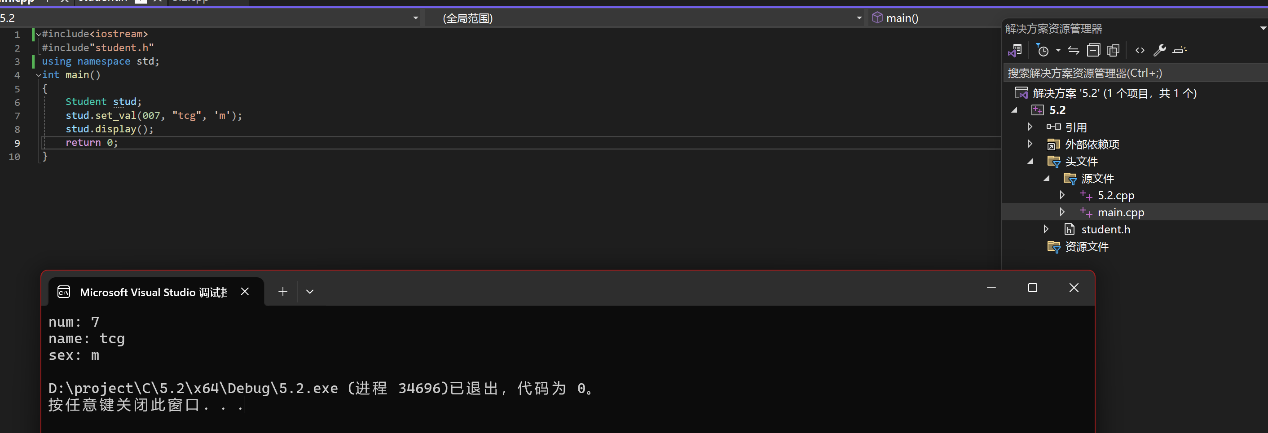 5.2
(全局范围)
main()
1 #include<iostream>
2 #include"student.h"
3 using namespace std;
4 int main()
5 {
6 Student stud;
7 stud.set_val(007, "tcg", 'm');
8 stud.display();
9 return 0;
10 }
解决方案资源管理器
搜索解决方案资源管理器(Ctrl+;)
解决方案 '5.2' (1 个项目，共 1 个)
5.2
引用
外部依赖项
头文件
源文件
5.2.cpp
main.cpp
student.h
资源文件
Microsoft Visual Studio 调试
num: 7
name: tcg
sex: m
D:\project\C\5.2\x64\Debug\5.2.exe (进程 34696)已退出，代码为 0。
按任意键关闭此窗口. . .